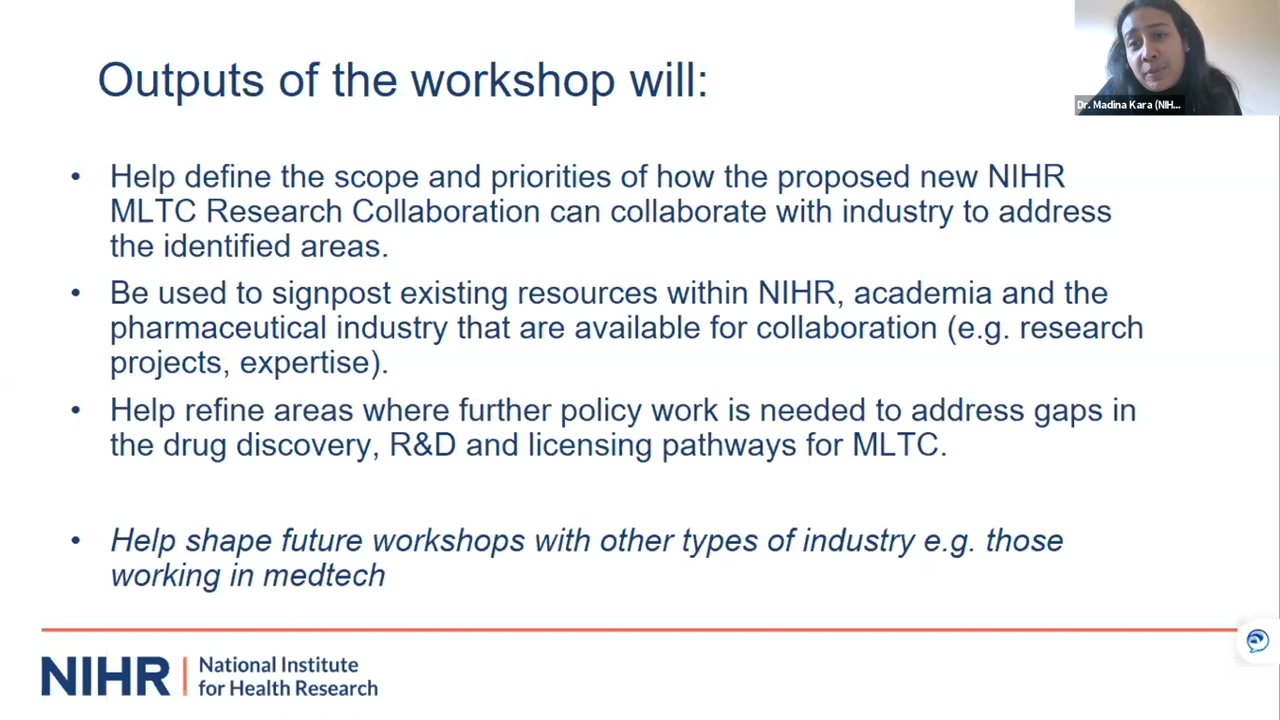 Outputs of the workshop will:
Dr. Madina Kara (NIH...
• Help define the scope and priorities of how the proposed new NIHR
MLTC Research Collaboration can collaborate with industry to address
the identified areas.
• Be used to signpost existing resources within NIHR, academia and the
pharmaceutical industry that are available for collaboration (e.g. research
projects, expertise).
• Help refine areas where further policy work is needed to address gaps in
the drug discovery, R&D and licensing pathways for MLTC.
• Help shape future workshops with other types of industry e.g. those
working in medtech
NIHR | National Institute
for Health Research